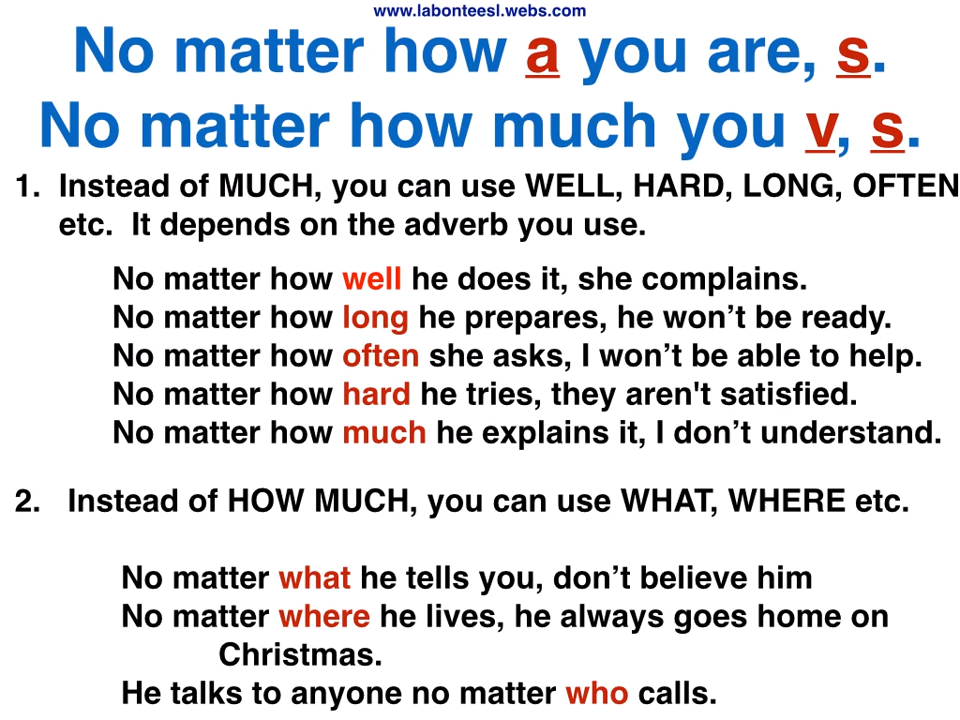 www.labonteesl.webs.com
No matter how a you are, s.
No matter how much you v, s.
1. Instead of MUCH, you can use WELL, HARD, LONG, OFTEN
etc. It depends on the adverb you use.
No matter how well he does it, she complains.
No matter how long he prepares, he won’t be ready.
No matter how often she asks, I won’t be able to help.
No matter how hard he tries, they aren't satisfied.
No matter how much he explains it, I don’t understand.
2. Instead of HOW MUCH, you can use WHAT, WHERE etc.
No matter what he tells you, don’t believe him
No matter where he lives, he always goes home on
Christmas.
He talks to anyone no matter who calls.